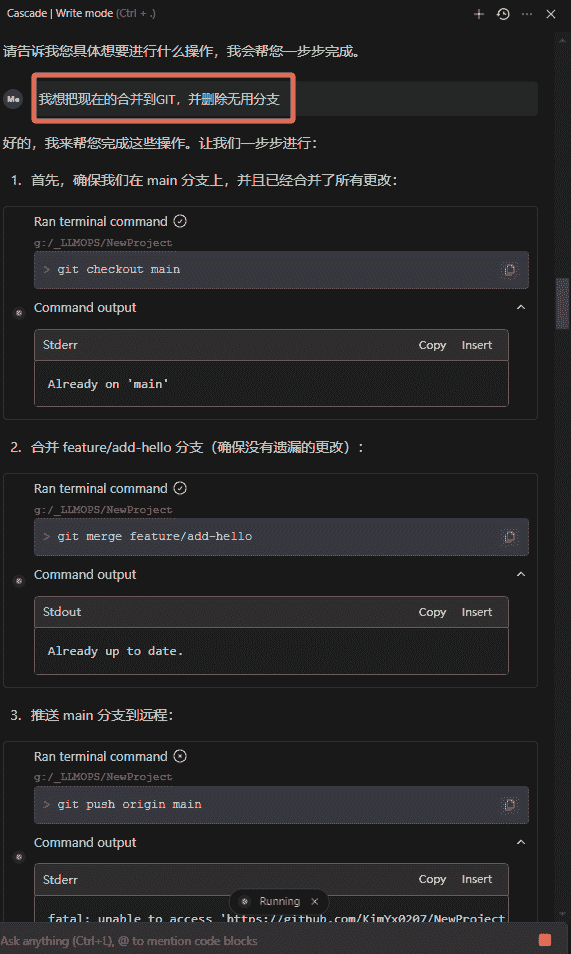 Cascade | Write mode (Ctrl + .)
请告诉我您具体想要进行什么操作，我会帮您一步步完成。
Me
我想把现在的合并到GIT，并删除无用分支
好的，我来帮您完成这些操作。让我们一步步进行：
1. 首先，确保我们在 main 分支上，并且已经合并了所有更改：
Ran terminal command
g:/_LLMOPS/NewProject
> git checkout main
Command output
Stderr Copy Insert
Already on 'main'
2. 合并 feature/add-hello 分支（确保没有遗漏的更改）：
Ran terminal command
g:/_LLMOPS/NewProject
> git merge feature/add-hello
Command output
Stdout Copy Insert
Already up to date.
3. 推送 main 分支到远程：
Ran terminal command
g:/_LLMOPS/NewProject
> git push origin main
Command output
Stderr Copy Insert
Running
fatal: unable to access 'https://github.com/KimYx0207/NewProject
Ask anything (Ctrl+L), @ to mention code blocks